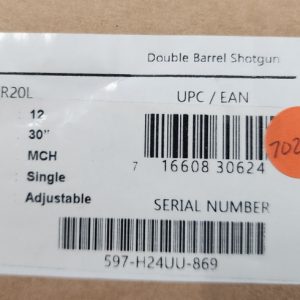 Double Barrel Shotgun
R20L
12
30"
MCH
Single
Adjustable
UPC / EAN
7 16608 30624
702
SERIAL NUMBER
597-H24UU-869